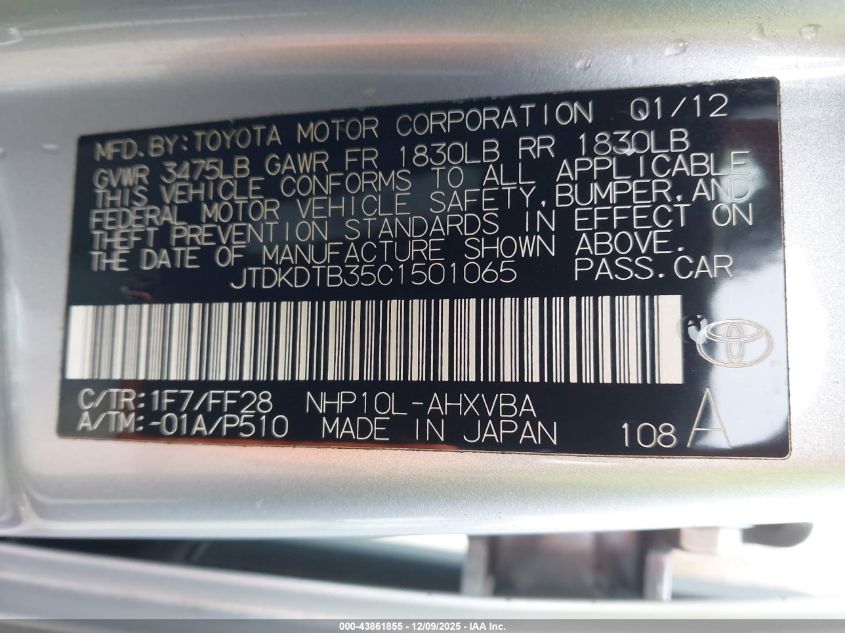 MFD.BY:TOYOTA MOTOR CORPORATION 01/12
GVWR 3475LB GAWR FR 1830LB RR 1830LB
THIS VEHICLE CONFORMS TO ALL APPLICABLE
FEDERAL MOTOR VEHICLE SAFETY,BUMPER,AND
THEFT PREVENTION STANDARDS IN EFFECT ON
THE DATE OF MANUFACTURE SHOWN ABOVE.
JTDKDTB35C1501065 PASS.CAR
C/TR:1F7/FF28 NHP10L-AHXVBA
A/TM:-01A/P510 MADE IN JAPAN 108 A
000-43861855 - 12/09/2025 - IAA Inc.